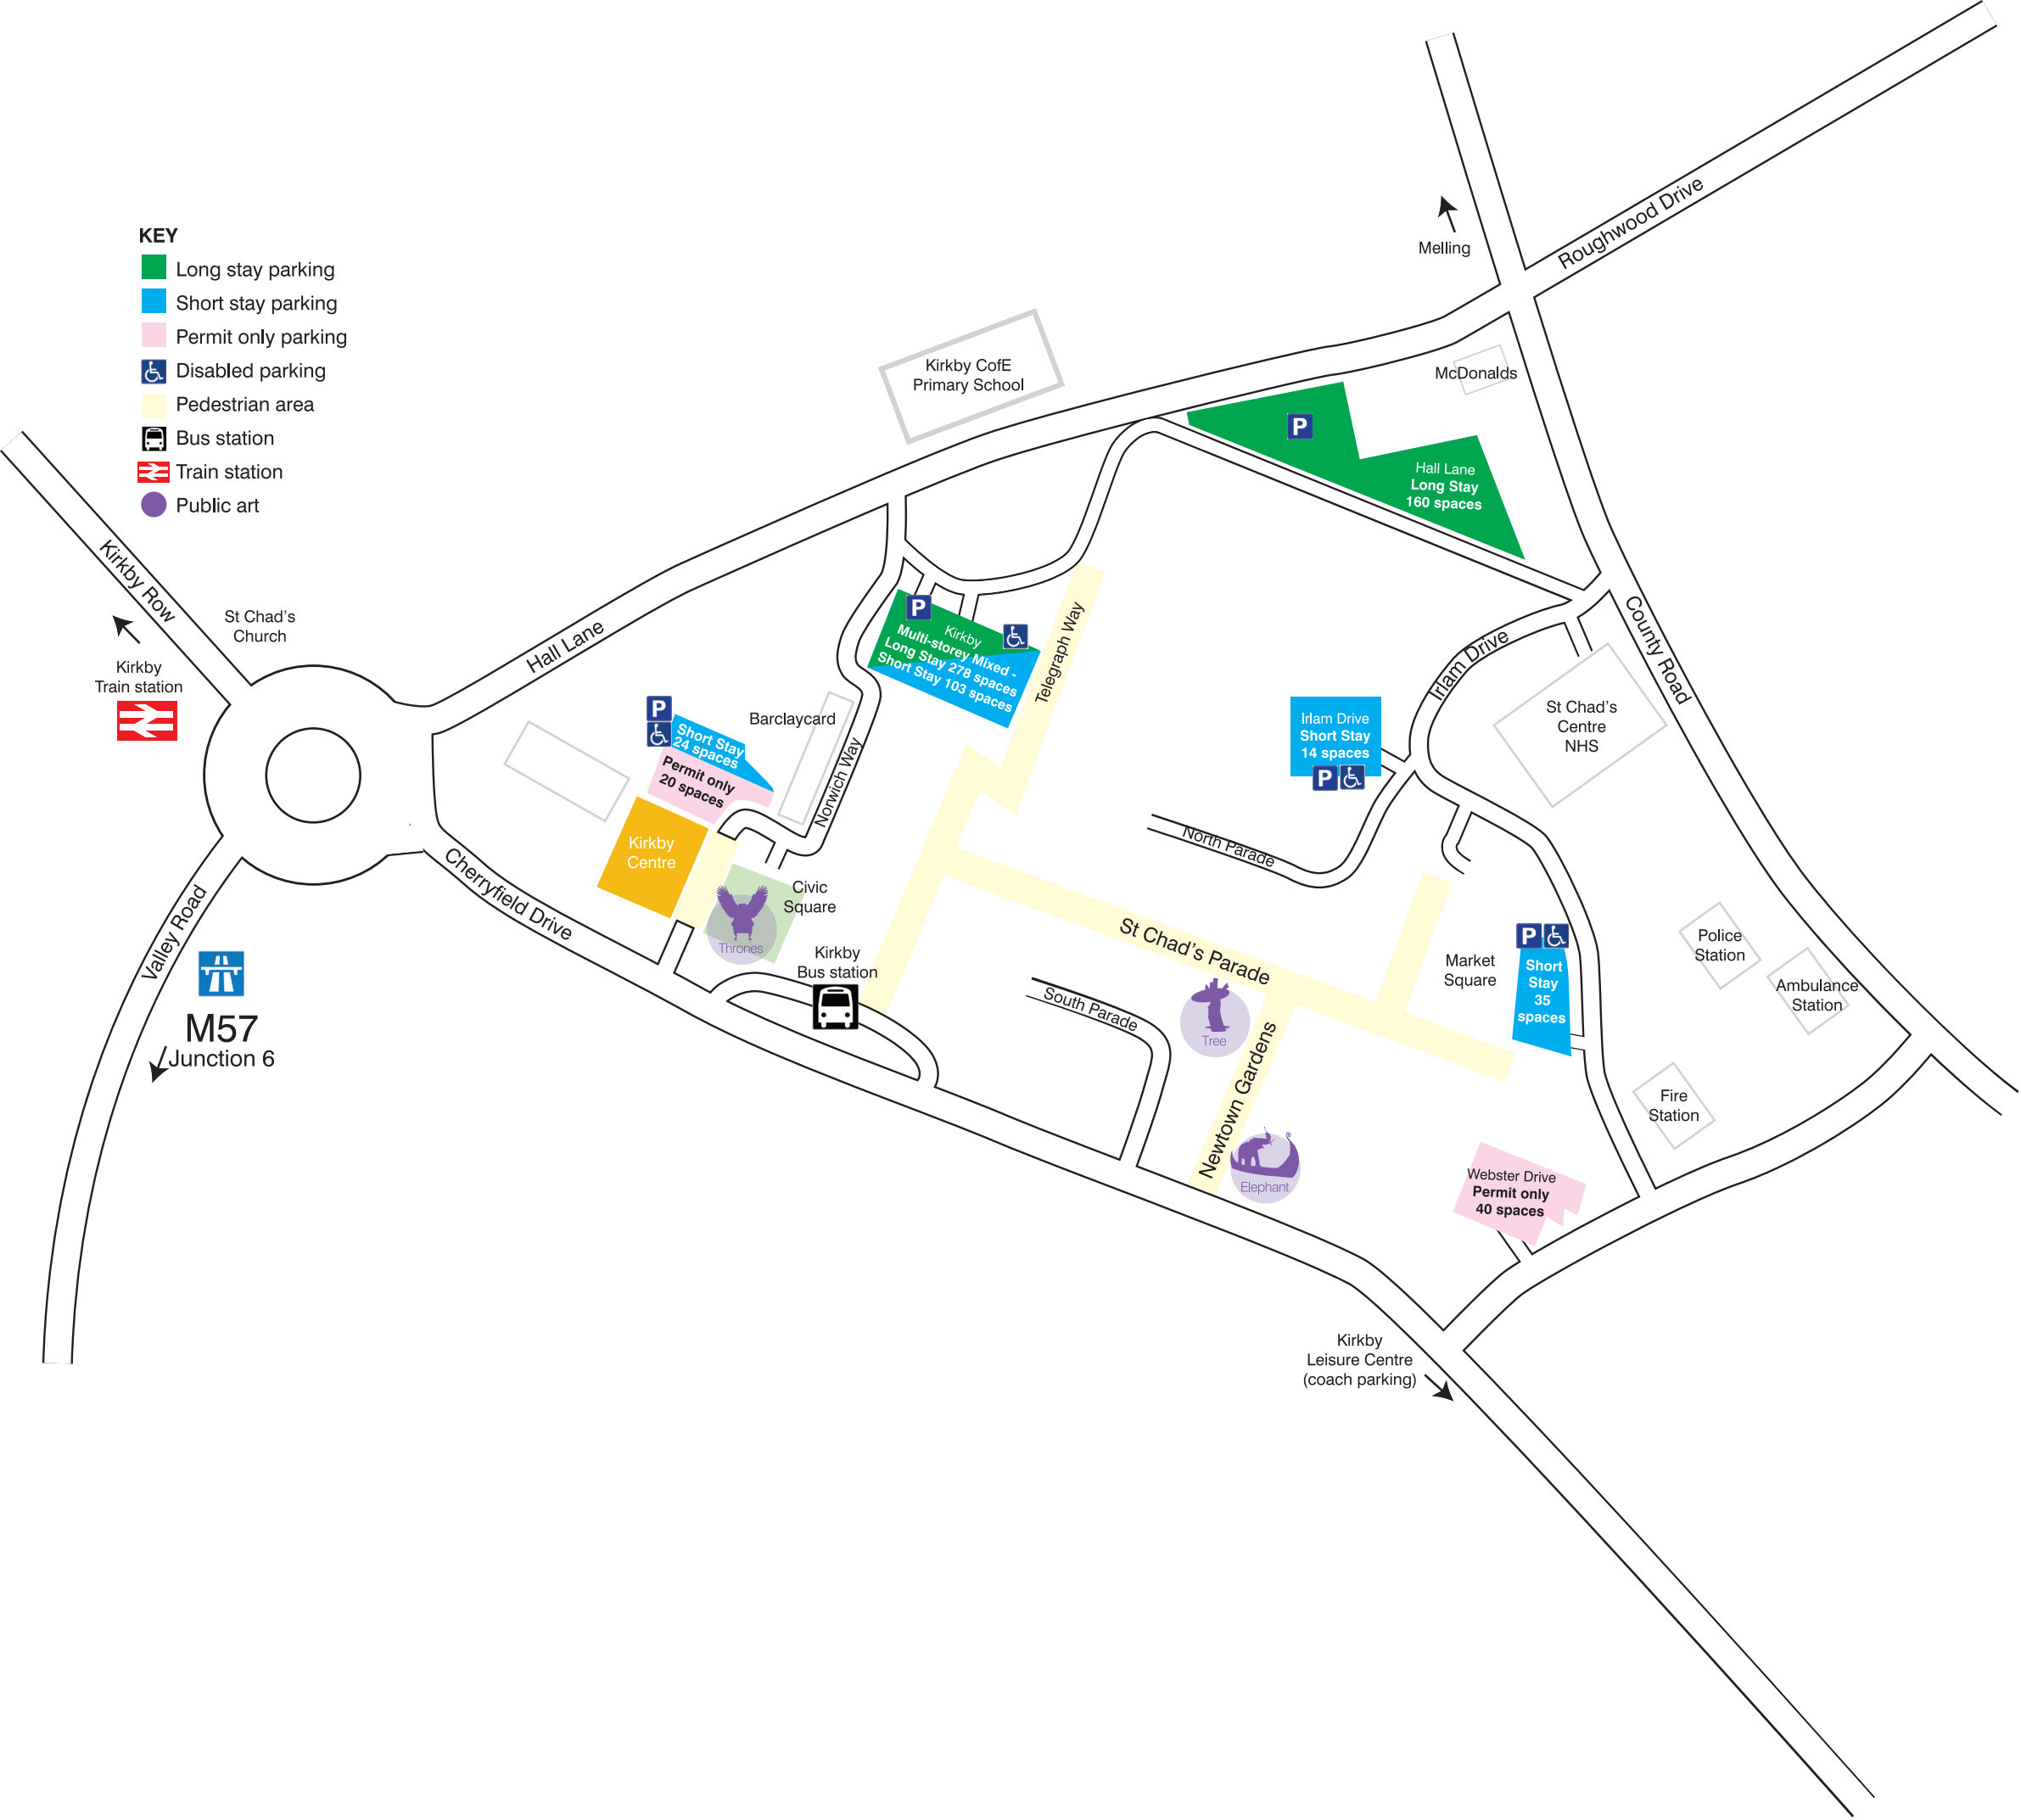 KEY
Long stay parking
Short stay parking
Permit only parking
Disabled parking
Pedestrian area
Bus station
Train station
Public art
Melling
Roughwood Drive
Kirkby CofE
Primary School
McDonalds
P
Hall Lane
Long Stay
160 spaces
Kirkby Row
St Chad's
Church
Kirkby
Train station
Hall Lane
P
Kirkby
Multi-storey Mixed -
Long Stay 278 spaces
Short Stay 103 spaces
Telegraph Way
Irlam Drive
County Road
P
Short Stay
24 spaces
Permit only
20 spaces
Barclaycard
Norwich Way
Irlam Drive
Short Stay
14 spaces
P
St Chad's
Centre
NHS
North Parade
Kirkby
Centre
Cherryfield Drive
Civic
Square
Thrones
Kirkby
Bus station
Valley Road
M57
Junction 6
St Chad's Parade
South Parade
Tree
Newtown Gardens
Elephant
Market
Square
P
Short
Stay
35
spaces
Police
Station
Ambulance
Station
Fire
Station
Webster Drive
Permit only
40 spaces
Kirkby
Leisure Centre
(coach parking)